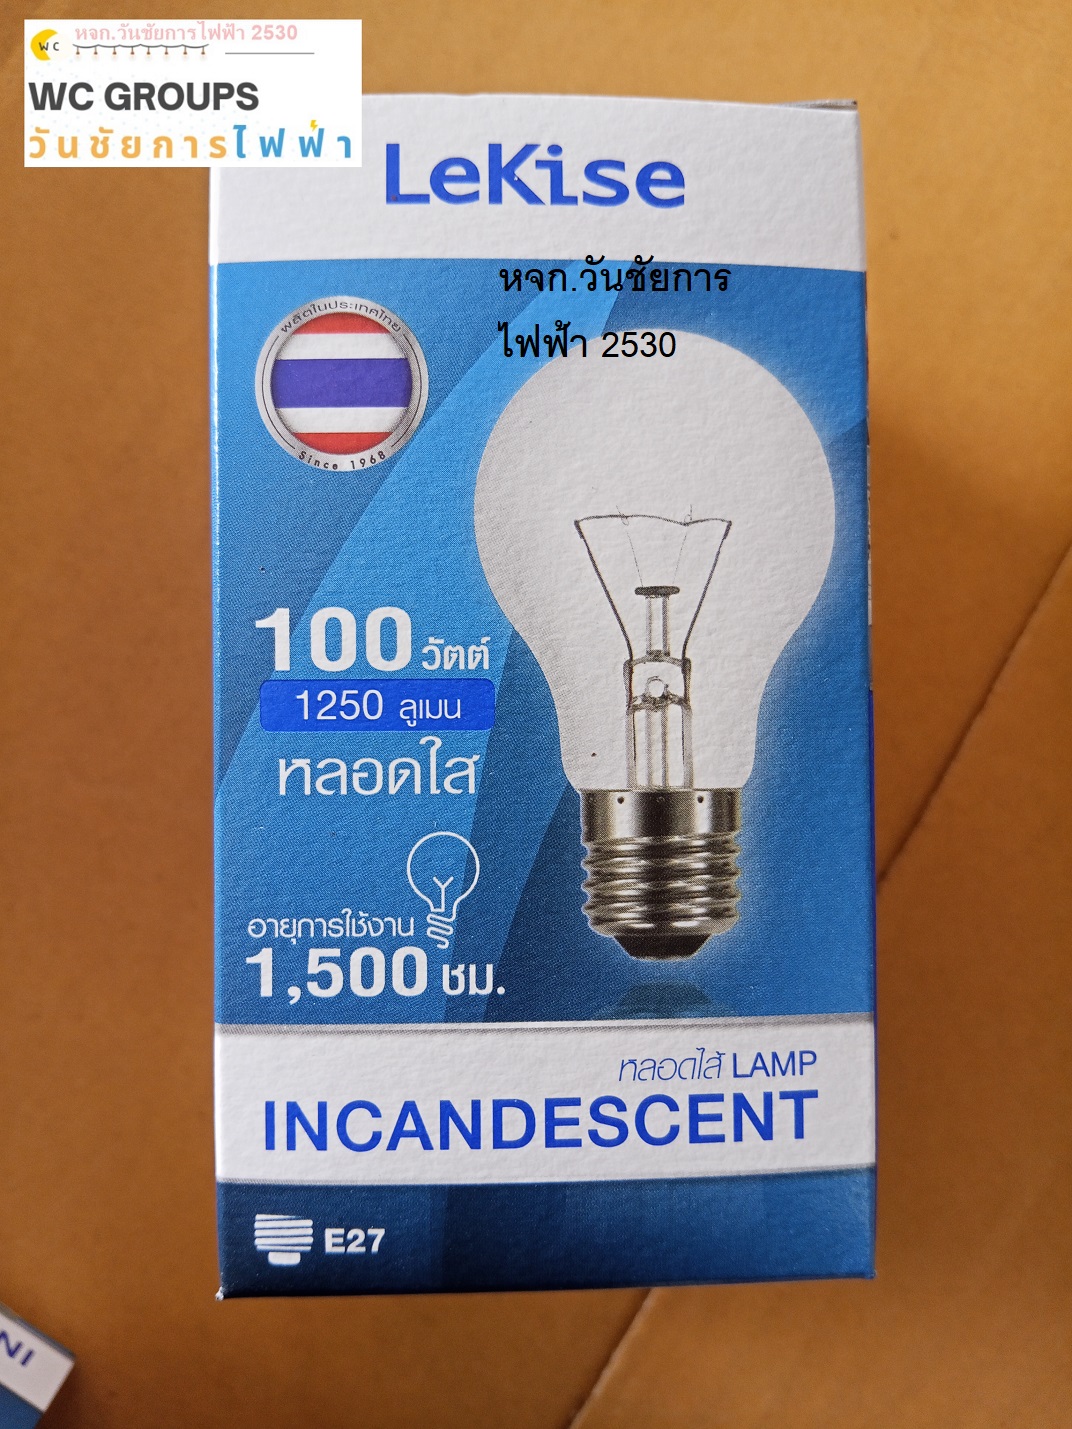 WC
หจก.วันชัยการไฟฟ้า 2530
WC GROUPS
วันชัยการไฟฟ้า
LeKise
หจก.วันชัยการ
ไฟฟ้า 2530
ผลิตในประเทศไทย
Since 1968
100 วัตต์
1250 ลูเมน
หลอดใส
อายุการใช้งาน
1,500 ชม.
หลอดไส้ LAMP
INCANDESCENT
E27
INI